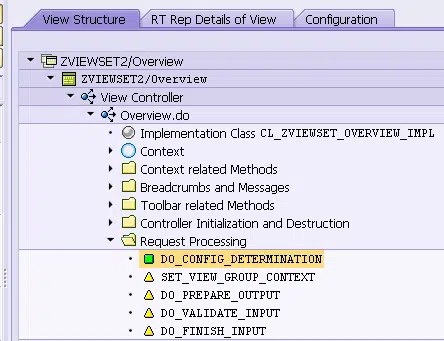 View Structure RT Rep Details of View Configuration
ZVIEWSET2/Overview
ZVIEWSET2/Overview
View Controller
Overview.do
Implementation Class CL_ZVIEWSET_OVERVIEW_IMPL
Context
Context related Methods
Breadcrumbs and Messages
Toolbar related Methods
Controller Initialization and Destruction
Request Processing
DO_CONFIG_DETERMINATION
SET_VIEW_GROUP_CONTEXT
DO_PREPARE_OUTPUT
DO_VALIDATE_INPUT
DO_FINISH_INPUT